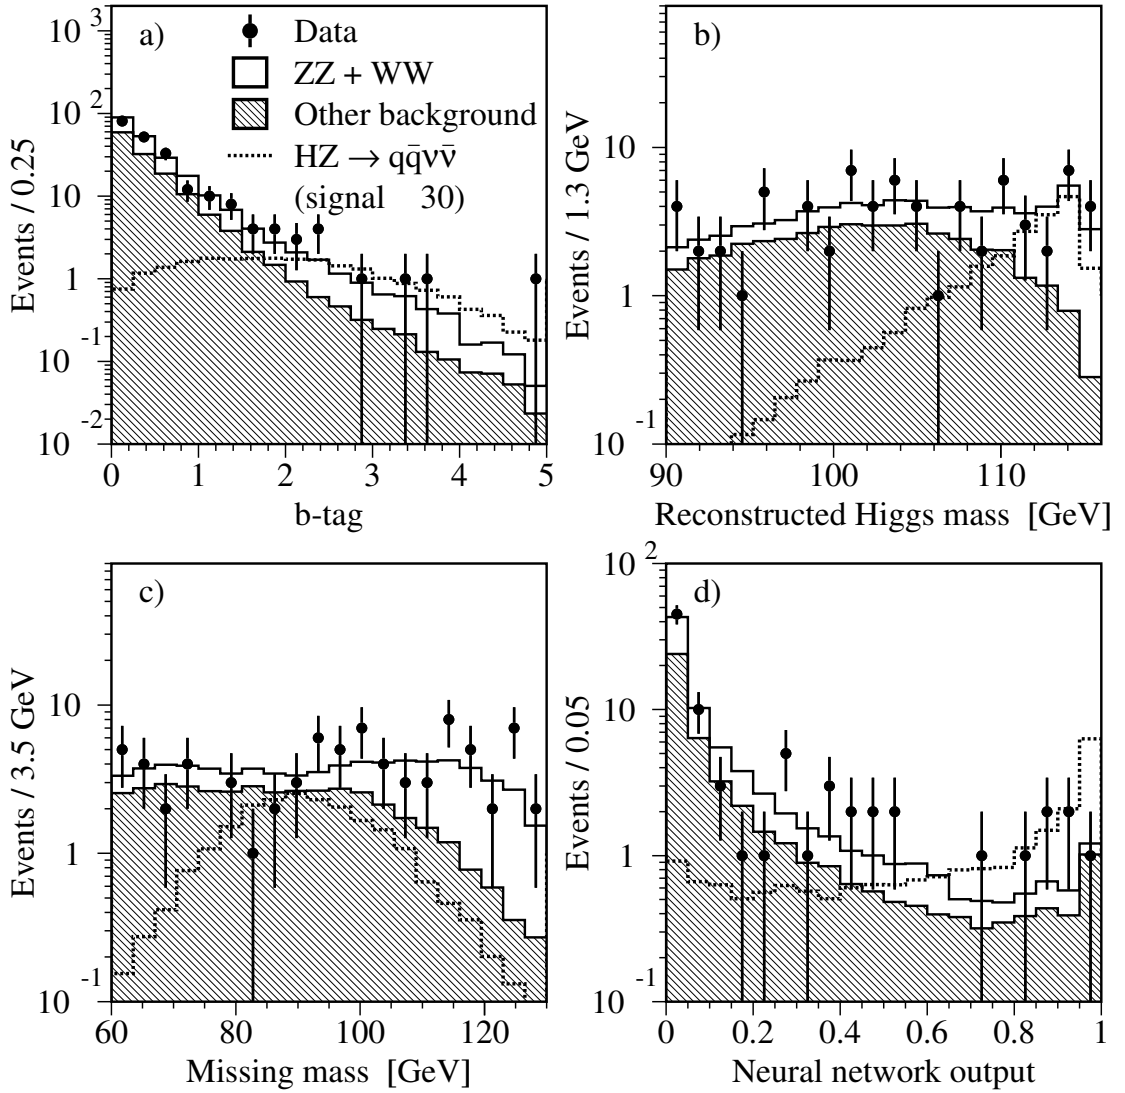 a)
10 3
10 2
10
1
10 -1
10 -2
Events / 0.25
Data
ZZ + WW
Other background
HZ → qq̄νν̄
(signal 30)
0 1 2 3 4 5
b-tag
b)
10
1
10 -1
Events / 1.3 GeV
90 100 110
Reconstructed Higgs mass [GeV]
c)
10
1
10 -1
Events / 3.5 GeV
60 80 100 120
Missing mass [GeV]
d)
10 2
10
1
10 -1
Events / 0.05
0 0.2 0.4 0.6 0.8 1
Neural network output